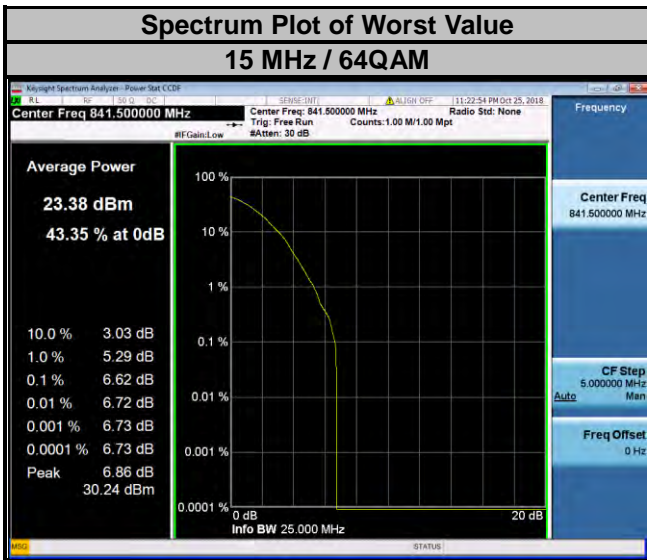 Spectrum Plot of Worst Value
15 MHz / 64QAM
Keysight Spectrum Analyzer - Power Stat CCDF
RL RF 50 Ω DC SENSE:INT ALIGN OFF 11:22:54 PM Oct 25, 2018
Center Freq 841.500000 MHz
Center Freq: 841.500000 MHz Radio Std: None
Trig: Free Run Counts:1.00 M/1.00 Mpt
#IFGain:Low #Atten: 30 dB
Frequency
Average Power
23.38 dBm
43.35 % at 0dB
10.0 % 3.03 dB
1.0 % 5.29 dB
0.1 % 6.62 dB
0.01 % 6.72 dB
0.001 % 6.73 dB
0.0001 % 6.73 dB
Peak 6.86 dB
30.24 dBm
100 %
10 %
1 %
0.1 %
0.01 %
0.001 %
0.0001 %
0 dB 20 dB
Info BW 25.000 MHz
Center Freq
841.500000 MHz
CF Step
5.000000 MHz
Auto Man
Freq Offset
0 Hz
MSG STATUS